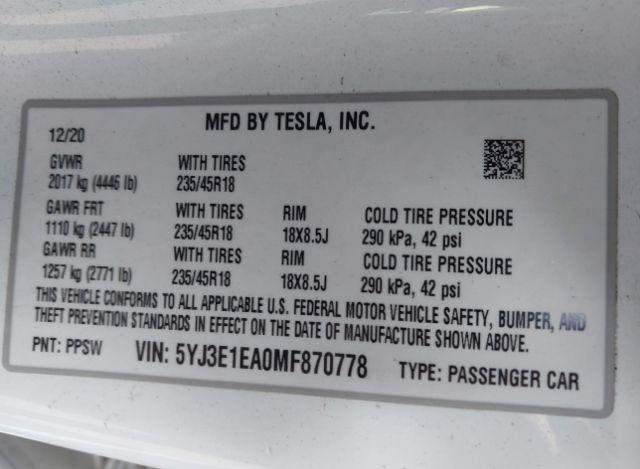 MFD BY TESLA, INC.
12/20
GVWR WITH TIRES
2017 kg (4446 lb) 235/45R18
GAWR FRT WITH TIRES RIM COLD TIRE PRESSURE
1110 kg (2447 lb) 235/45R18 18X8.5J 290 kPa, 42 psi
GAWR RR WITH TIRES RIM COLD TIRE PRESSURE
1257 kg (2771 lb) 235/45R18 18X8.5J 290 kPa, 42 psi
THIS VEHICLE CONFORMS TO ALL APPLICABLE U.S. FEDERAL MOTOR VEHICLE SAFETY, BUMPER, AND
THEFT PREVENTION STANDARDS IN EFFECT ON THE DATE OF MANUFACTURE SHOWN ABOVE.
PNT: PPSW VIN: 5YJ3E1EA0MF870778 TYPE: PASSENGER CAR